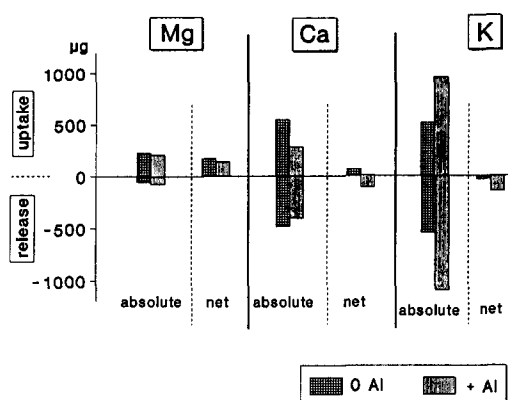 Mg Ca K
µg
1000
500
0
-500
-1000
uptake
release
absolute net absolute net absolute net
0 Al + Al